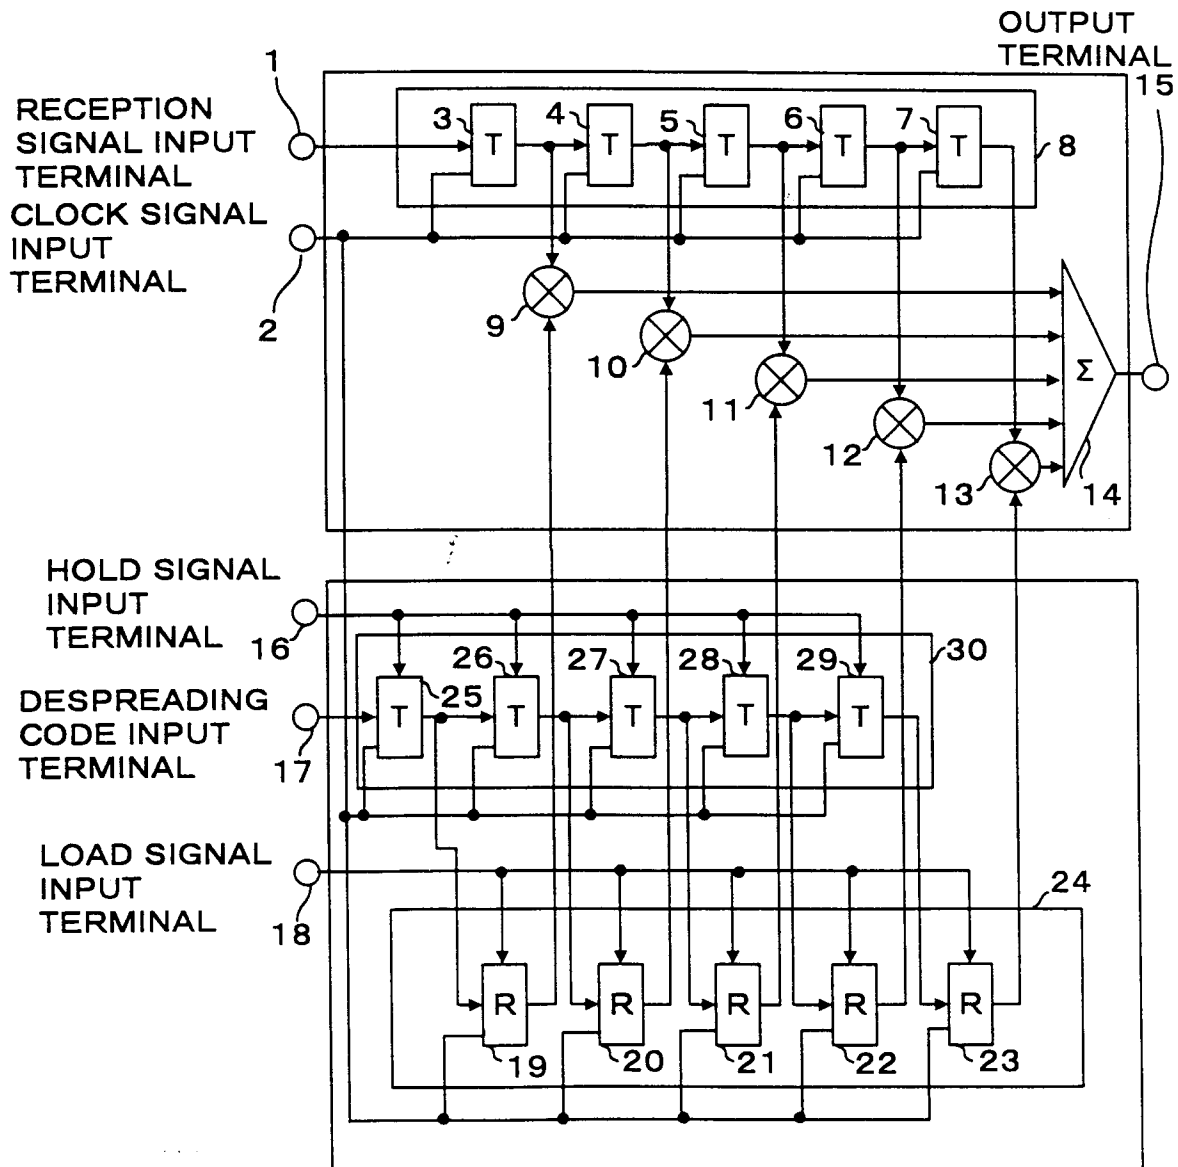 OUTPUT
TERMINAL
15
1
RECEPTION
SIGNAL INPUT
TERMINAL
3 T 4 T 5 T 6 T 7 T
8
CLOCK SIGNAL
INPUT
TERMINAL
2
9
10
11
12
13
Σ
14
HOLD SIGNAL
INPUT
TERMINAL
16
30
25 26 27 28 29
T T T T T
DESPREADING
CODE INPUT
TERMINAL
17
LOAD SIGNAL
INPUT
TERMINAL
18
24
R R R R R
19 20 21 22 23